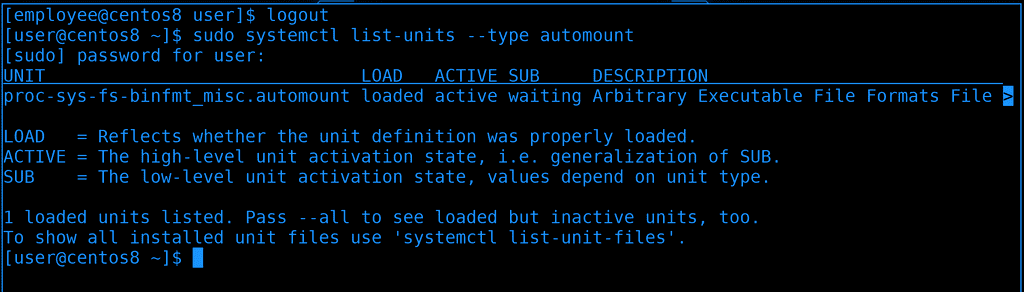 [employee@centos8 user]$ logout
[user@centos8 ~]$ sudo systemctl list-units --type automount
[sudo] password for user:
UNIT                              LOAD   ACTIVE SUB     DESCRIPTION
proc-sys-fs-binfmt_misc.automount loaded active waiting Arbitrary Executable File Formats File >

LOAD   = Reflects whether the unit definition was properly loaded.
ACTIVE = The high-level unit activation state, i.e. generalization of SUB.
SUB    = The low-level unit activation state, values depend on unit type.

1 loaded units listed. Pass --all to see loaded but inactive units, too.
To show all installed unit files use 'systemctl list-unit-files'.
[user@centos8 ~]$